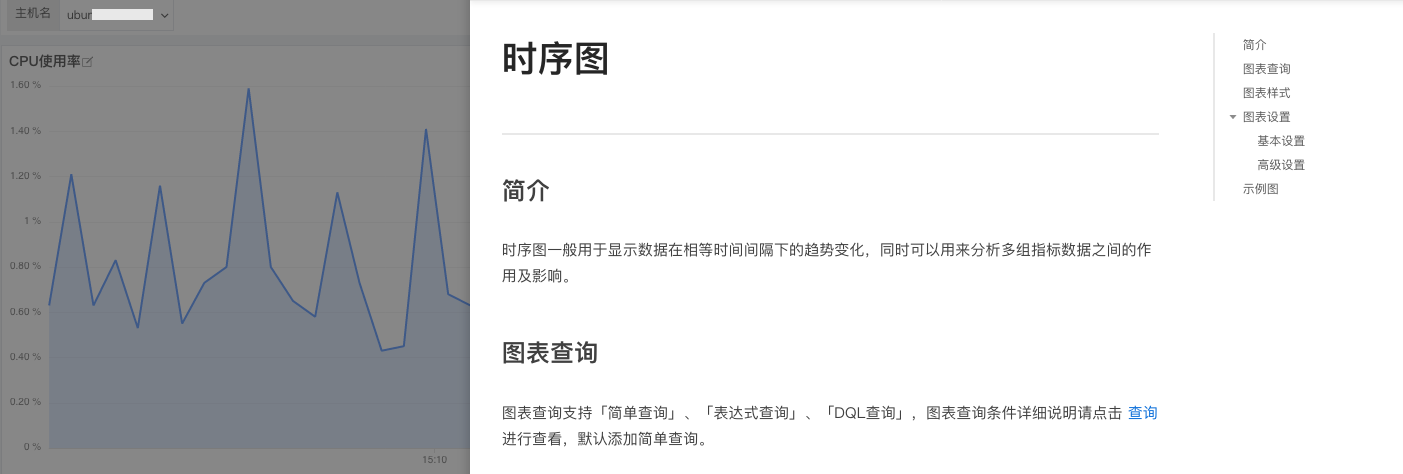 主机名 ubun
CPU使用率
1.60 %
1.40 %
1.20 %
1 %
0.80 %
0.60 %
0.40 %
0.20 %
0 %
15:10
时序图
简介
时序图一般用于显示数据在相等时间间隔下的趋势变化，同时可以用来分析多组指标数据之间的作
用及影响。
图表查询
图表查询支持「简单查询」、「表达式查询」、「DQL查询」，图表查询条件详细说明请点击 查询
进行查看，默认添加简单查询。
简介
图表查询
图表样式
图表设置
基本设置
高级设置
示例图